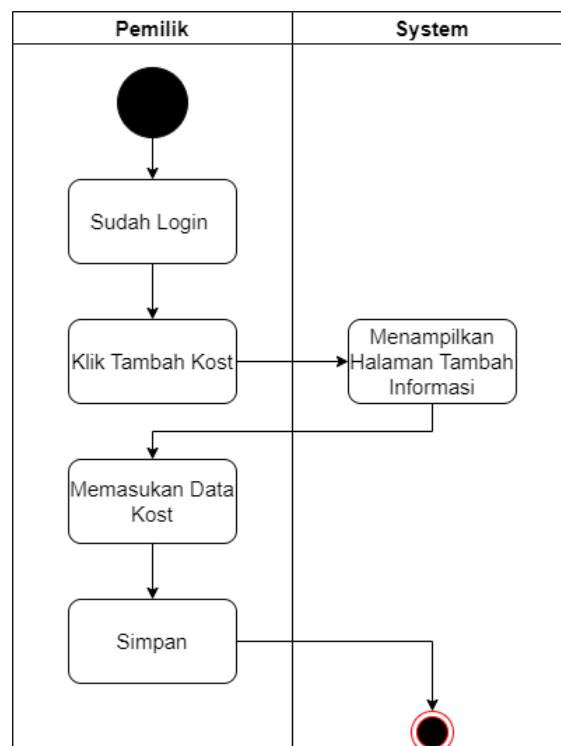 Pemilik
System
Sudah Login
Klik Tambah Kost
Menampilkan
Halaman Tambah
Informasi
Memasukan Data
Kost
Simpan